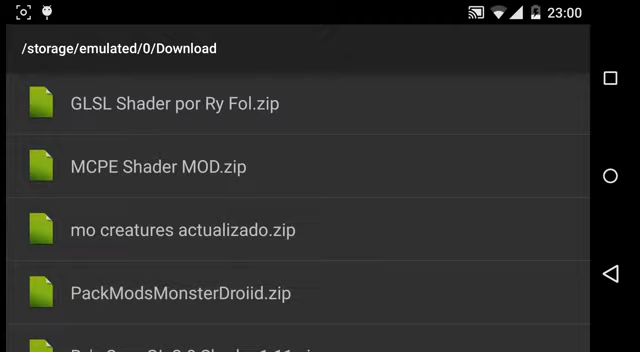 23:00
/storage/emulated/0/Download
GLSL Shader por Ry Fol.zip
MCPE Shader MOD.zip
mo creatures actualizado.zip
PackModsMonsterDroiid.zip